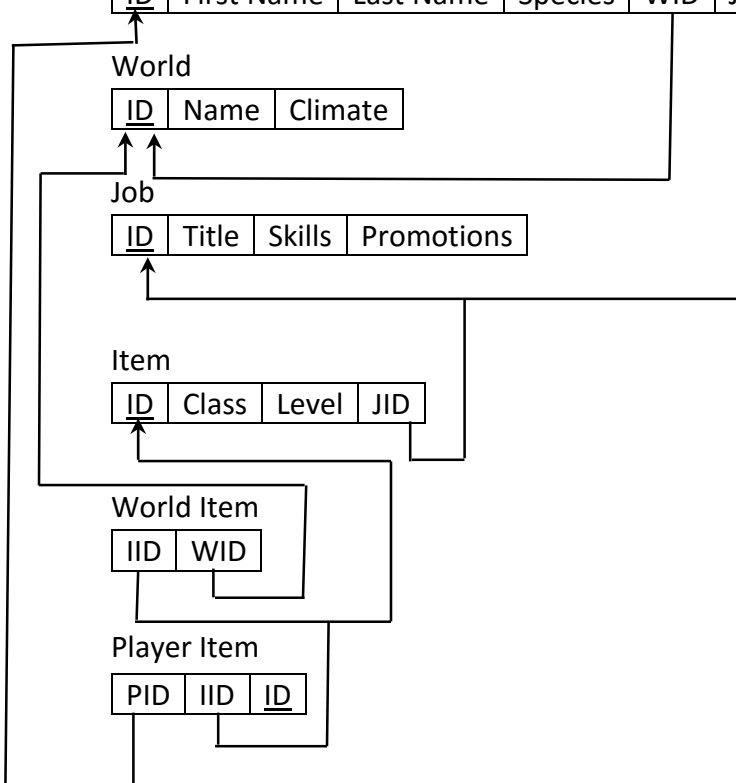 ID First Name Last Name Species WID
World
ID Name Climate
Job
ID Title Skills Promotions
Item
ID Class Level JID
World Item
IID WID
Player Item
PID IID ID